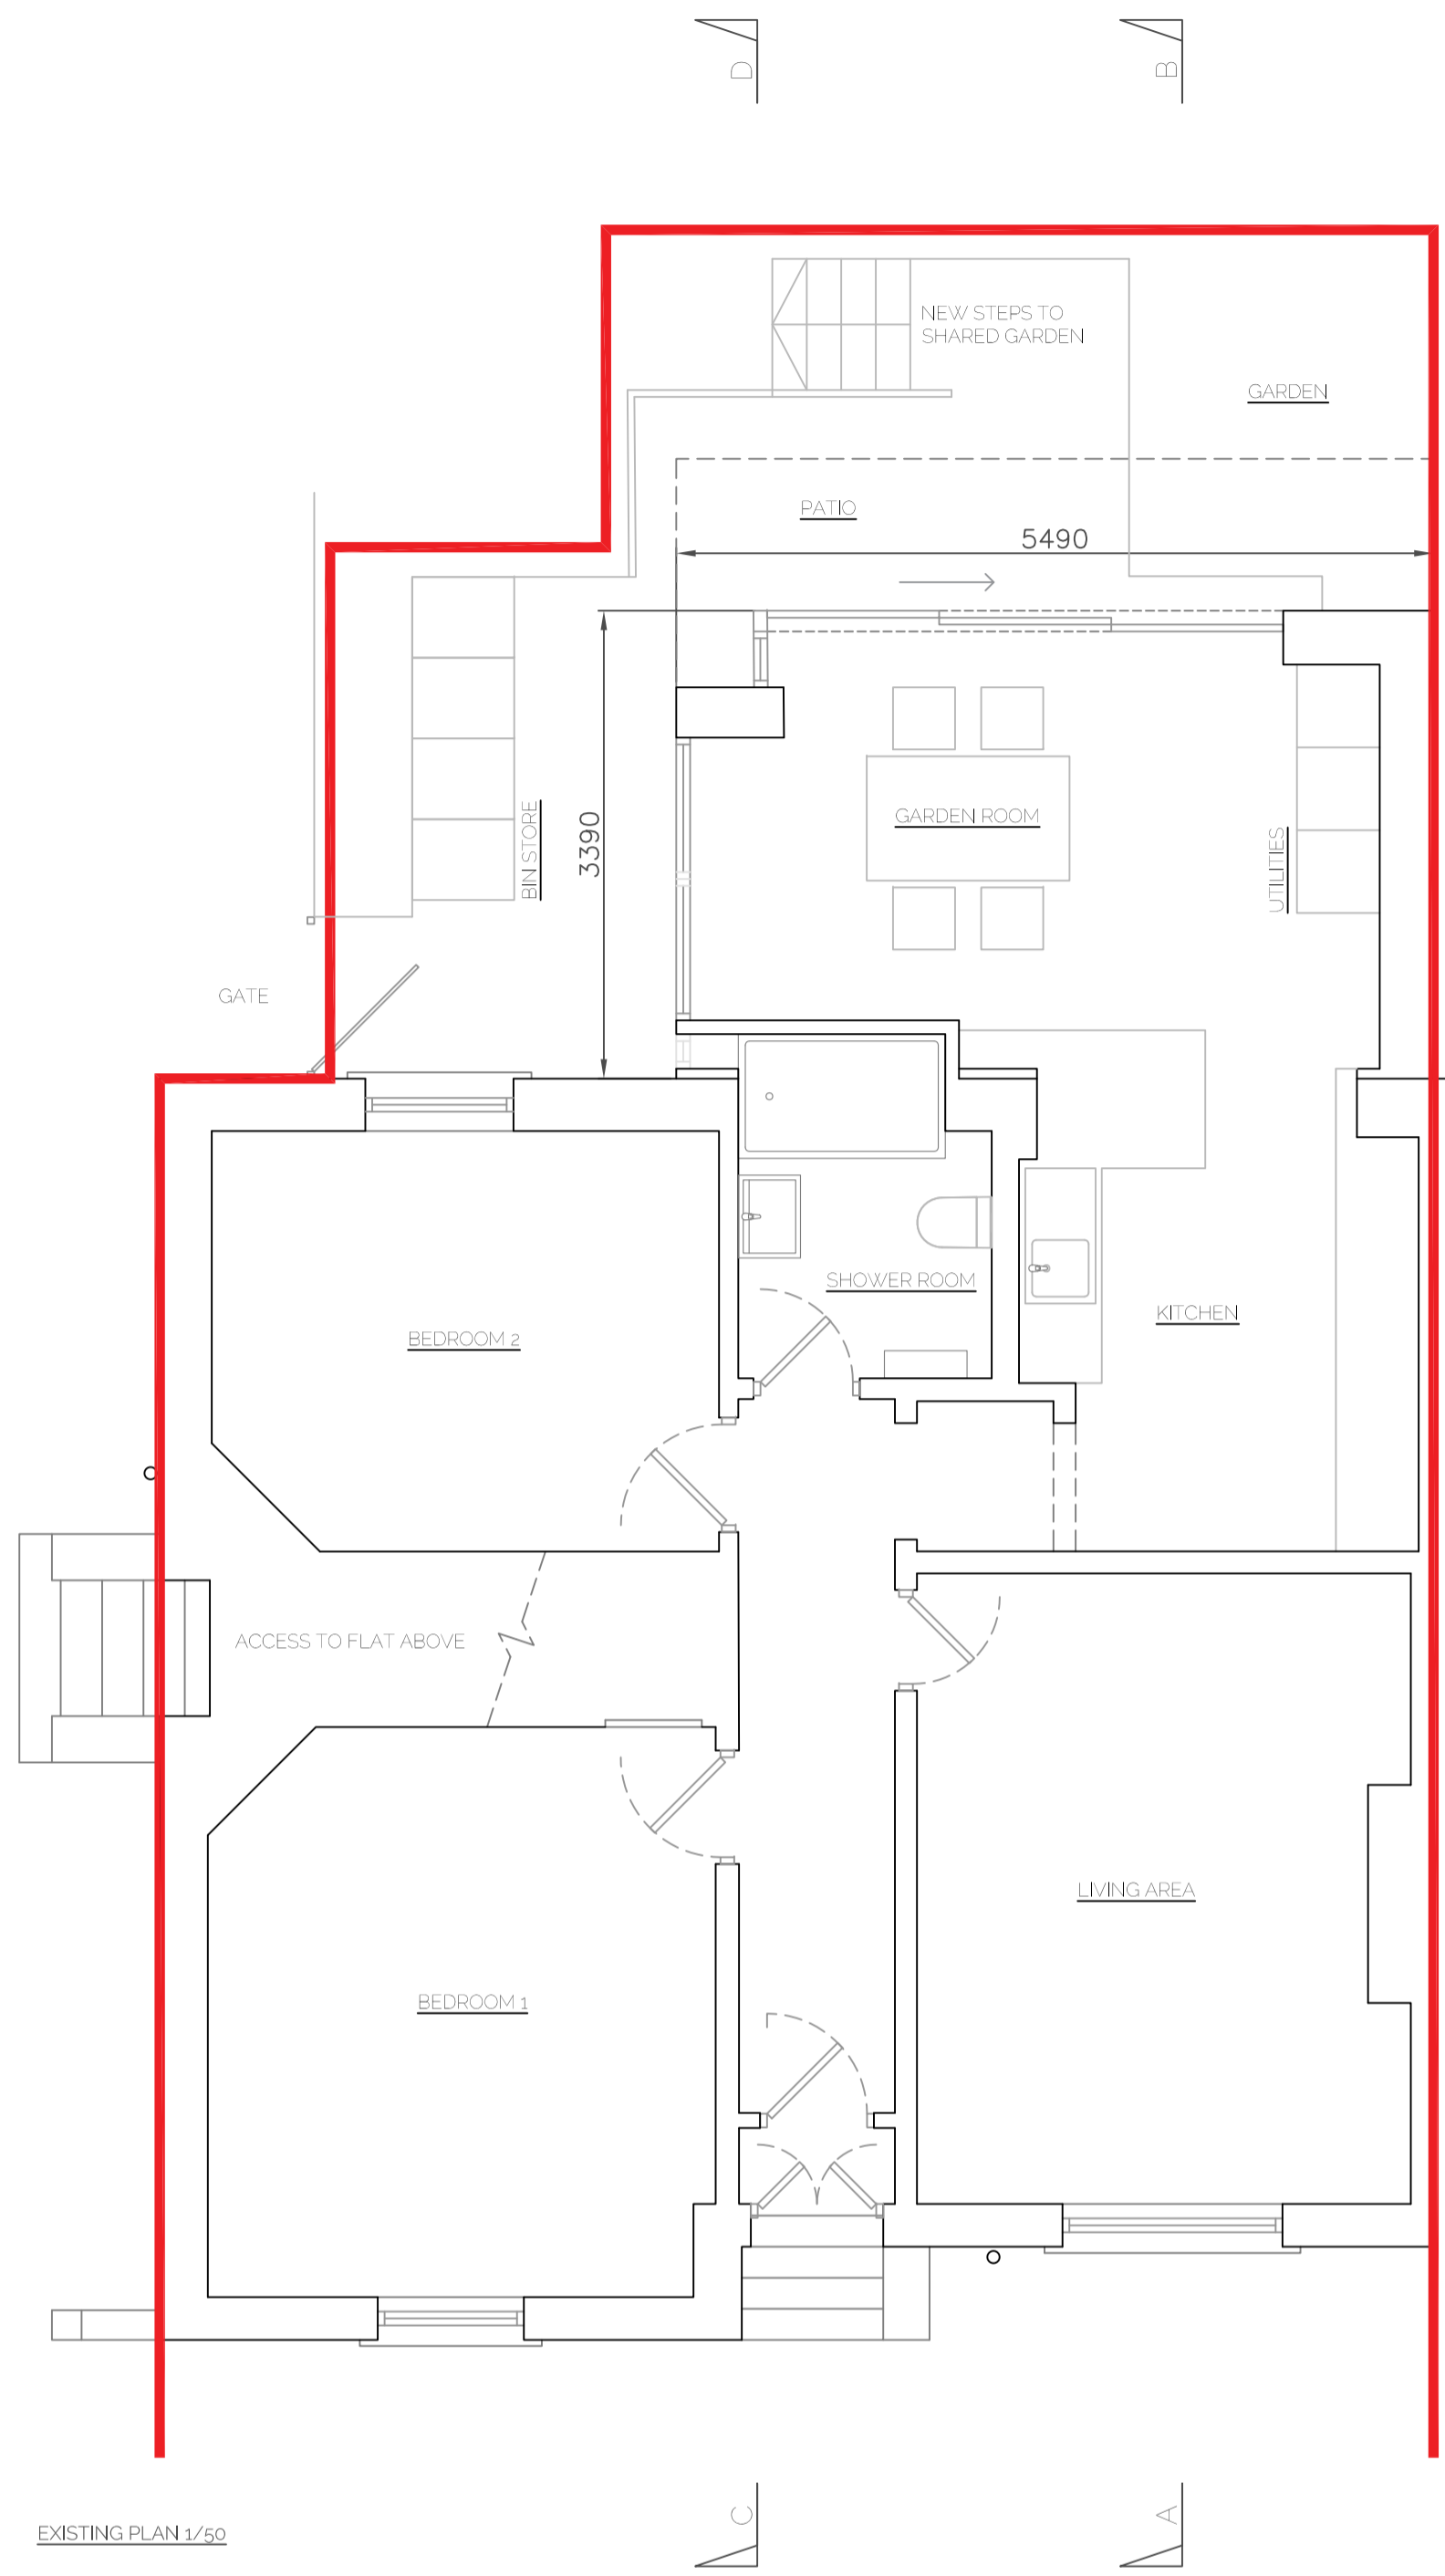 D
B
NEW STEPS TO
SHARED GARDEN
GARDEN
PATIO
5490
3390
BIN STORE
GARDEN ROOM
UTILITIES
GATE
SHOWER ROOM
KITCHEN
BEDROOM 2
ACCESS TO FLAT ABOVE
LIVING AREA
BEDROOM 1
C
A
EXISTING PLAN 1/50